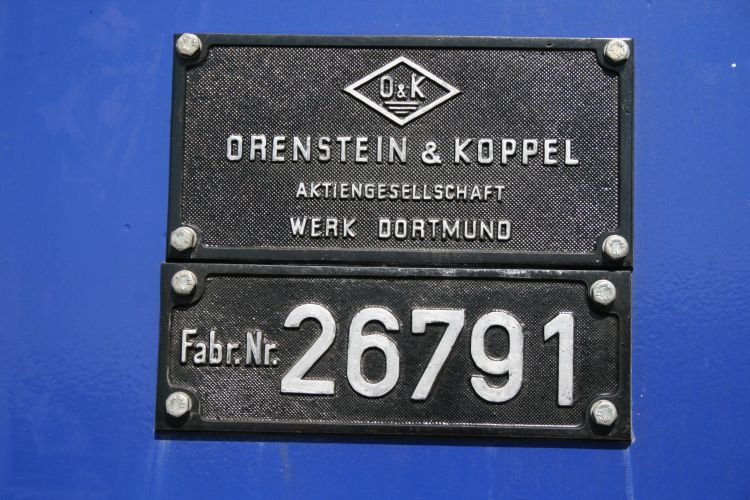 O&K
ORENSTEIN & KOPPEL
AKTIENGESELLSCHAFT
WERK DORTMUND
Fabr.Nr. 26791